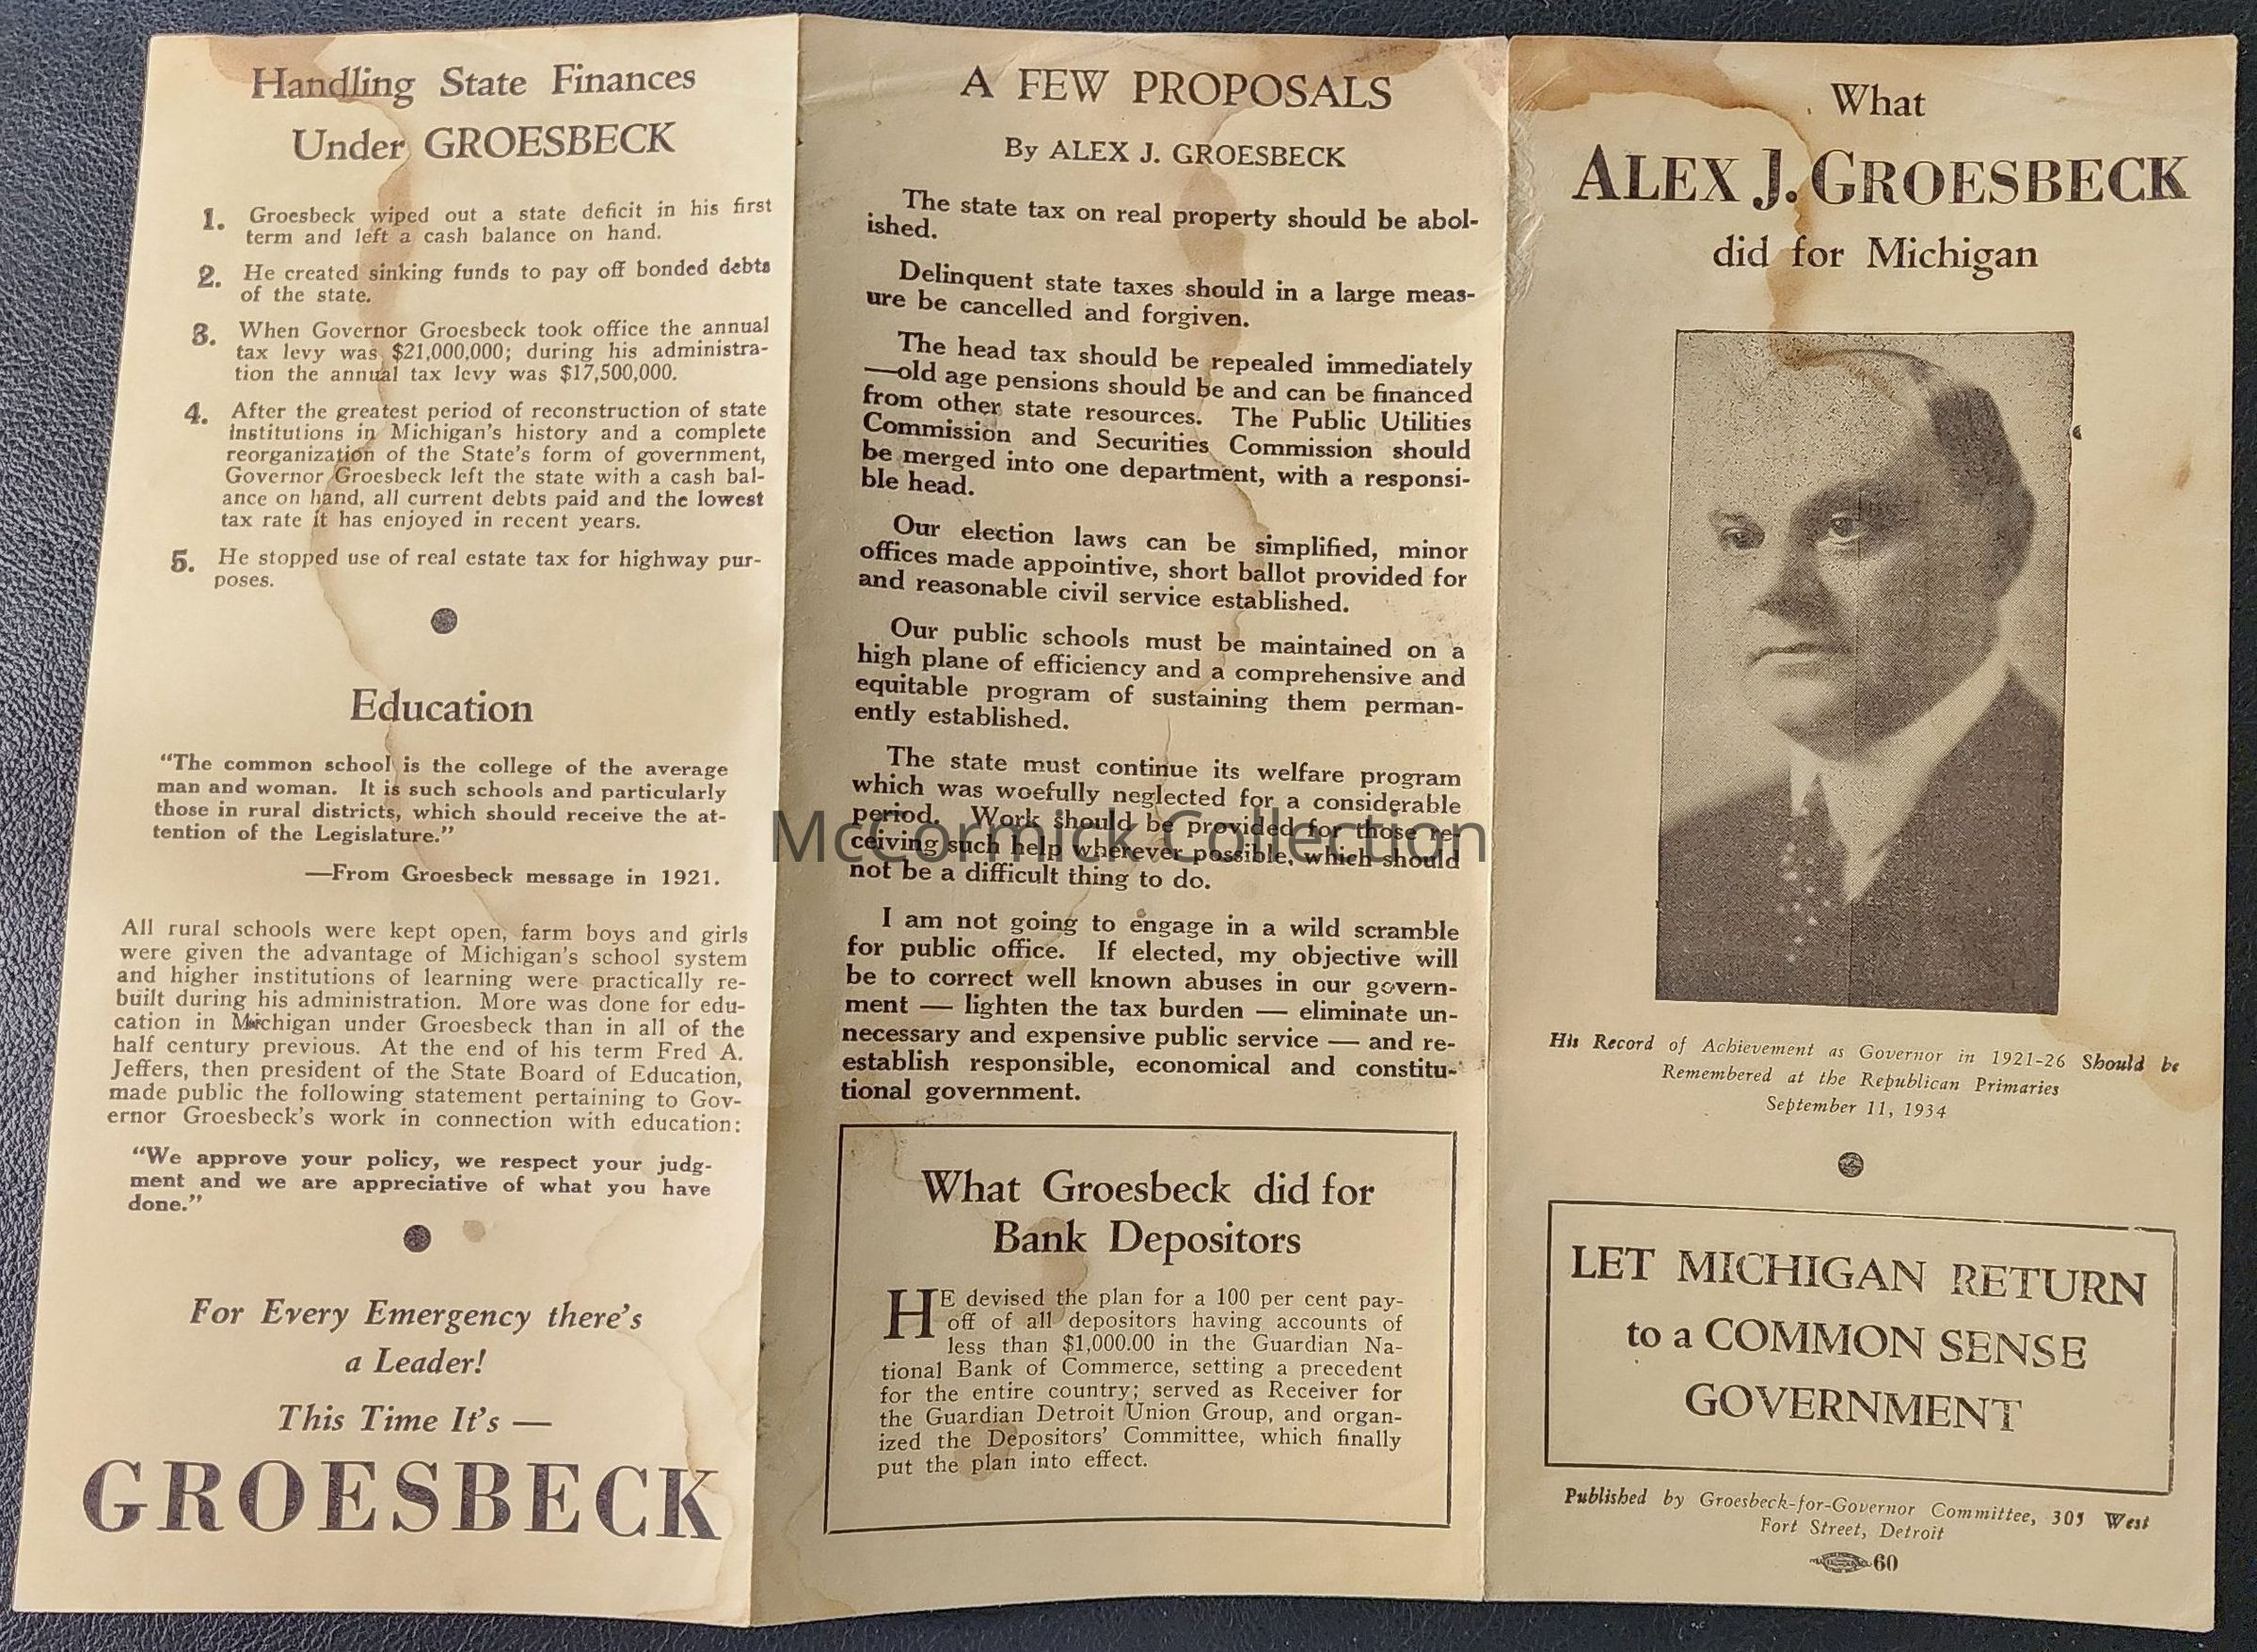 Handling State Finances
Under GROESBECK
1. Groesbeck wiped out a state deficit in his first
term and left a cash balance on hand.
2. He created sinking funds to pay off bonded debts
of the state.
3. When Governor Groesbeck took office the annual
tax levy was $21,000,000; during his administra-
tion the annual tax levy was $17,500,000.
4. After the greatest period of reconstruction of state
institutions in Michigan's history and a complete
reorganization of the State's form of government,
Governor Groesbeck left the state with a cash bal-
ance on hand, all current debts paid and the lowest
tax rate it has enjoyed in recent years.
5. He stopped use of real estate tax for highway pur-
poses.
Education
"The common school is the college of the average
man and woman. It is such schools and particularly
those in rural districts, which should receive the at-
tention of the Legislature."
—From Groesbeck message in 1921.
All rural schools were kept open, farm boys and girls
were given the advantage of Michigan's school system
and higher institutions of learning were practically re-
built during his administration. More was done for edu-
cation in Michigan under Groesbeck than in all of the
half century previous. At the end of his term Fred A.
Jeffers, then president of the State Board of Education,
made public the following statement pertaining to Gov-
ernor Groesbeck's work in connection with education:
"We approve your policy, we respect your judg-
ment and we are appreciative of what you have
done."
For Every Emergency there's
a Leader!
This Time It's —
GROESBECK
A FEW PROPOSALS
By ALEX J. GROESBECK
The state tax on real property should be abol-
ished.
Delinquent state taxes should in a large meas-
ure be cancelled and forgiven.
The head tax should be repealed immediately
—old age pensions should be and can be financed
from other state resources. The Public Utilities
Commission and Securities Commission should
be merged into one department, with a responsi-
ble head.
Our election laws can be simplified, minor
offices made appointive, short ballot provided for
and reasonable civil service established.
Our public schools must be maintained on a
high plane of efficiency and a comprehensive and
equitable program of sustaining them perman-
ently established.
The state must continue its welfare program
which was woefully neglected for a considerable
period. Work should be provided for those re-
ceiving such help wherever possible, which should
not be a difficult thing to do.
I am not going to engage in a wild scramble
for public office. If elected, my objective will
be to correct well known abuses in our govern-
ment — lighten the tax burden — eliminate un-
necessary and expensive public service — and re-
establish responsible, economical and constitu-
tional government.
What Groesbeck did for
Bank Depositors
HE devised the plan for a 100 per cent pay-
off of all depositors having accounts of
less than $1,000.00 in the Guardian Na-
tional Bank of Commerce, setting a precedent
for the entire country; served as Receiver for
the Guardian Detroit Union Group, and organ-
ized the Depositors' Committee, which finally
put the plan into effect.
What
ALEX J. GROESBECK
did for Michigan
His Record of Achievement as Governor in 1921-26 Should be
Remembered at the Republican Primaries
September 11, 1934
LET MICHIGAN RETURN
to a COMMON SENSE
GOVERNMENT
Published by Groesbeck-for-Governor Committee, 305 West
Fort Street, Detroit
60
McCormick Collection